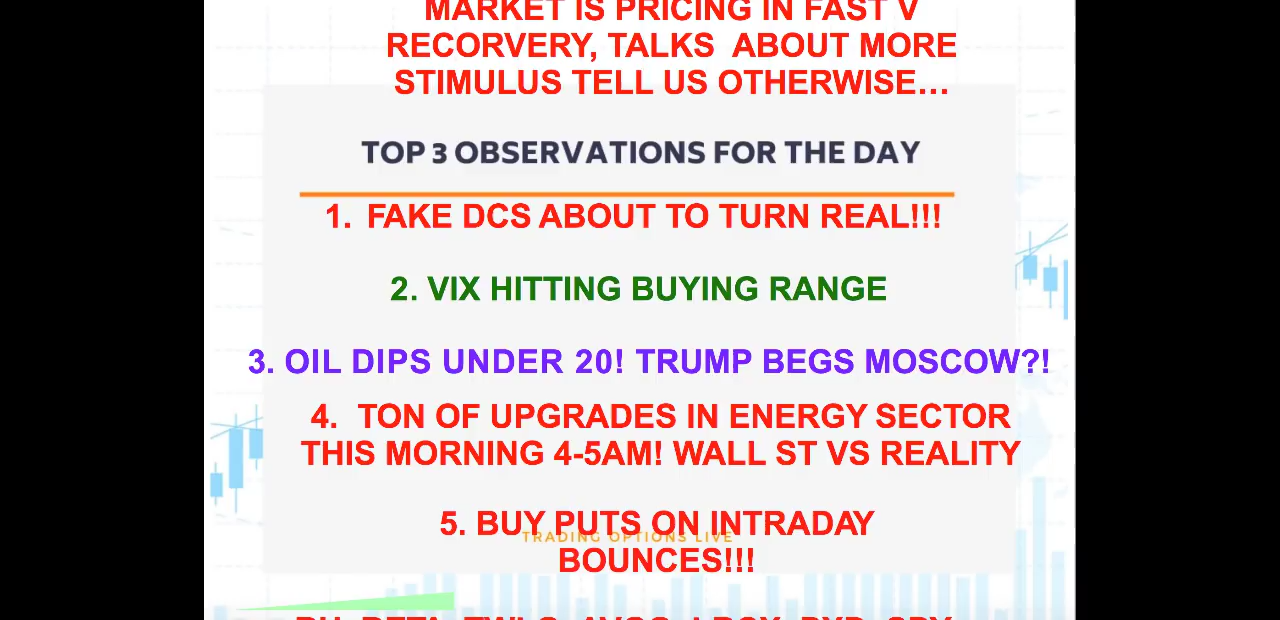 MARKET IS PRICING IN FAST V
RECORVERY, TALKS ABOUT MORE
STIMULUS TELL US OTHERWISE...
TOP 3 OBSERVATIONS FOR THE DAY
1. FAKE DCS ABOUT TO TURN REAL!!!
2. VIX HITTING BUYING RANGE
3. OIL DIPS UNDER 20! TRUMP BEGS MOSCOW?!
4. TON OF UPGRADES IN ENERGY SECTOR
THIS MORNING 4-5AM! WALL ST VS REALITY
5. BUY PUTS ON INTRADAY
TRADING OPTIONS LIVE
BOUNCES!!!